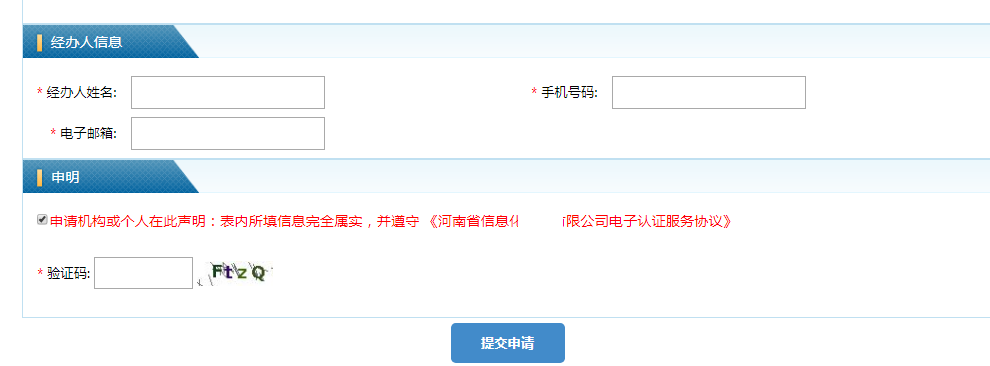 经办人信息
* 经办人姓名: * 手机号码:
* 电子邮箱:
申明
申请机构或个人在此声明：表内所填信息完全属实，并遵守 《河南省信息化 限公司电子认证服务协议》
* 验证码: FtzQ
提交申请